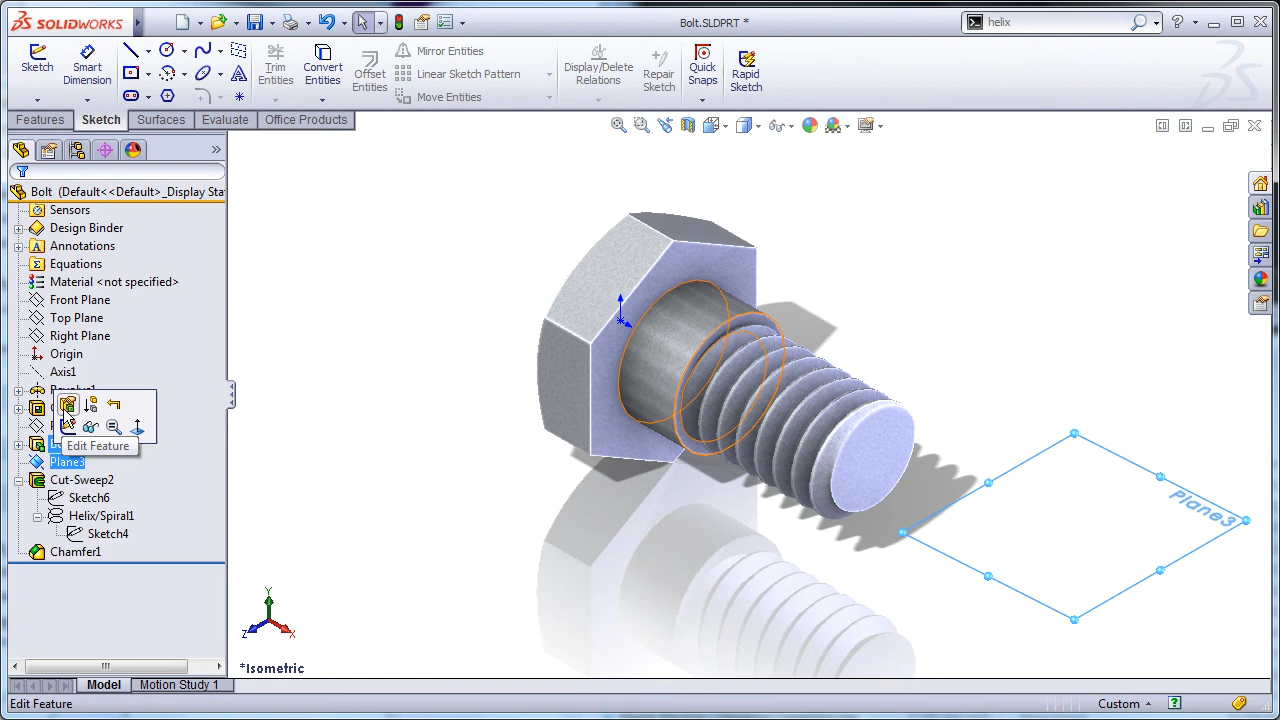 SOLIDWORKS
Bolt.SLDPRT *
helix
Sketch
Smart
Dimension
Trim
Entities
Convert
Entities
Offset
Entities
Mirror Entities
Linear Sketch Pattern
Move Entities
Display/Delete
Relations
Repair
Sketch
Quick
Snaps
Rapid
Sketch
Features
Sketch
Surfaces
Evaluate
Office Products
Bolt (Default<<Default>_Display Sta
Sensors
Design Binder
Annotations
Equations
Material <not specified>
Front Plane
Top Plane
Right Plane
Origin
Axis1
Revolve1
Edit Feature
Plane3
Cut-Sweep2
Sketch6
Helix/Spiral1
Sketch4
Chamfer1
Plane3
Y
Z
X
*Isometric
Model
Motion Study 1
Edit Feature
Custom